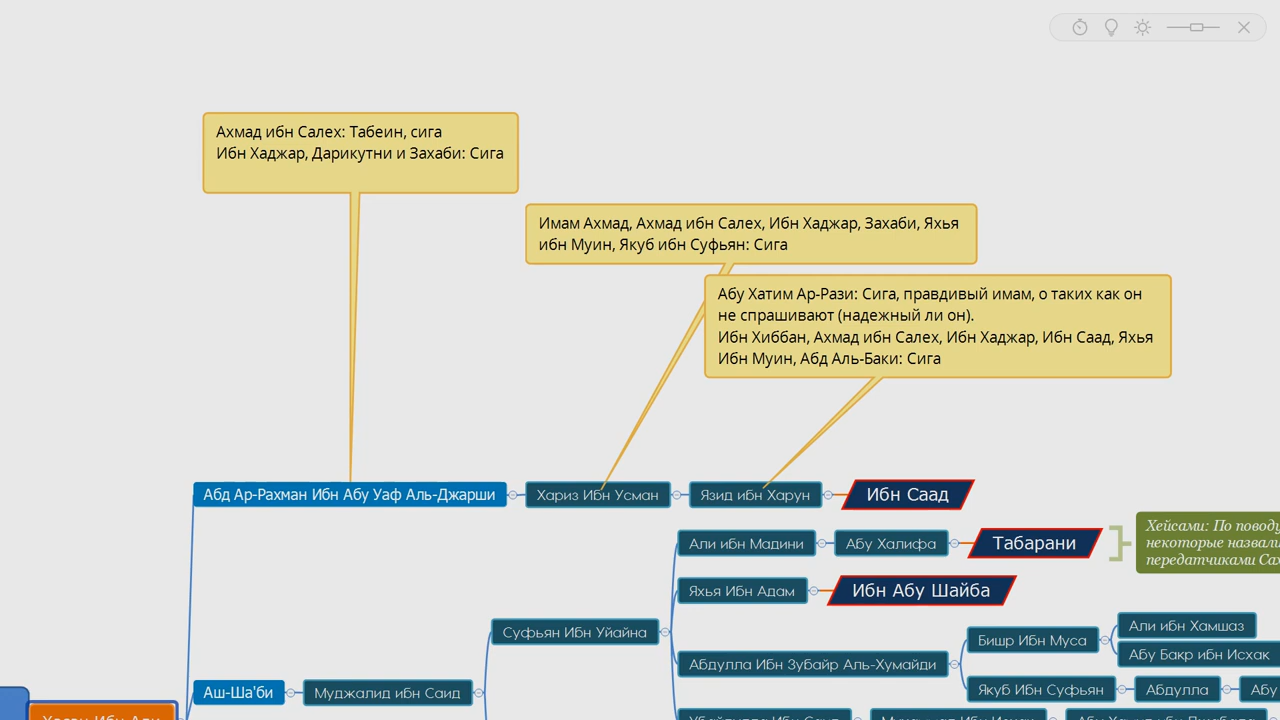 Ахмад ибн Салех: Табеин, сига
Ибн Хаджар, Дарикутни и Захаби: Сига
Имам Ахмад, Ахмад ибн Салех, Ибн Хаджар, Захаби, Яхья
ибн Муин, Якуб ибн Суфьян: Сига
Абу Хатим Ар-Рази: Сига, правдивый имам, о таких как он
не спрашивают (надежный ли он).
Ибн Хиббан, Ахмад ибн Салех, Ибн Хаджар, Ибн Саад, Яхья
Ибн Муин, Абд Аль-Баки: Сига
Абд Ар-Рахман Ибн Абу Уаф Аль-Джарши
Хариз Ибн Усман
Язид ибн Харун
Ибн Саад
Али ибн Мадини
Абу Халифа
Табарани
Хейсами: По поводу
некоторые назвали
передатчиками
Яхья Ибн Адам
Ибн Абу Шайба
Суфьян Ибн Уйайна
Абдулла Ибн Зубайр Аль-Хумайди
Бишр Ибн Муса
Али ибн Хамшаз
Абу Бакр ибн Исхак
Якуб Ибн Суфьян
Абдулла
Абу
Аш-Ша'би
Муджалид ибн Саид